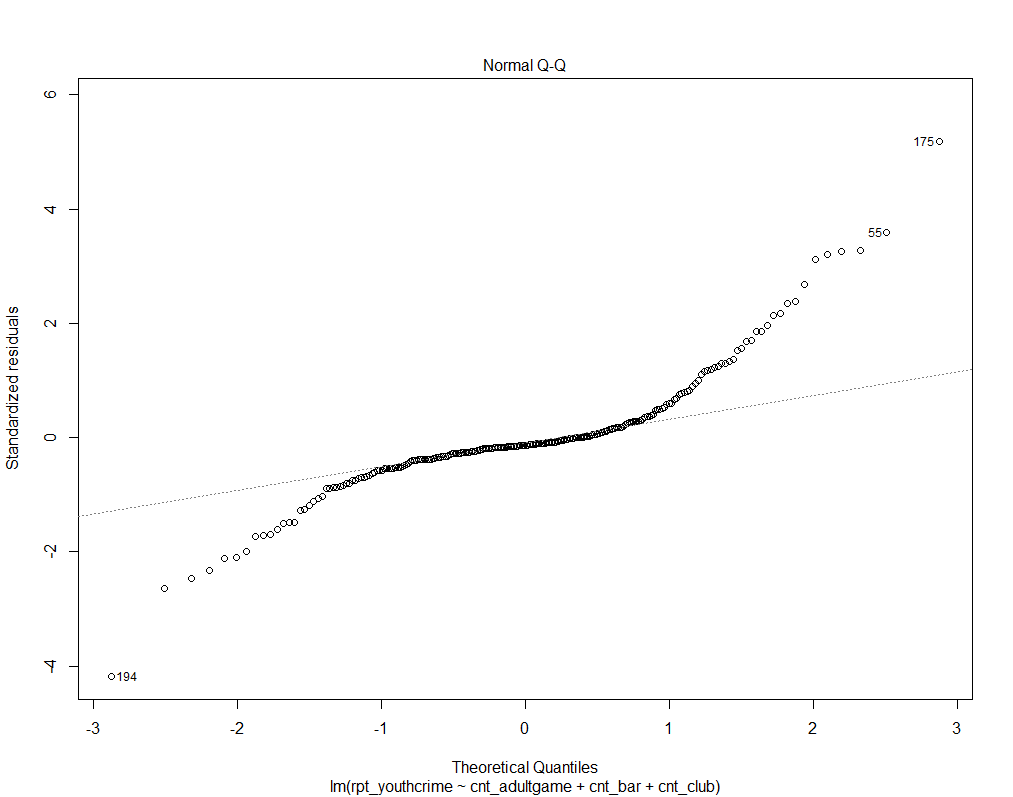 Normal Q-Q
6
4
2
0
-2
-4
Standardized residuals
175
55
194
-3 -2 -1 0 1 2 3
Theoretical Quantiles
lm(rpt_youthcrime ~ cnt_adultgame + cnt_bar + cnt_club)